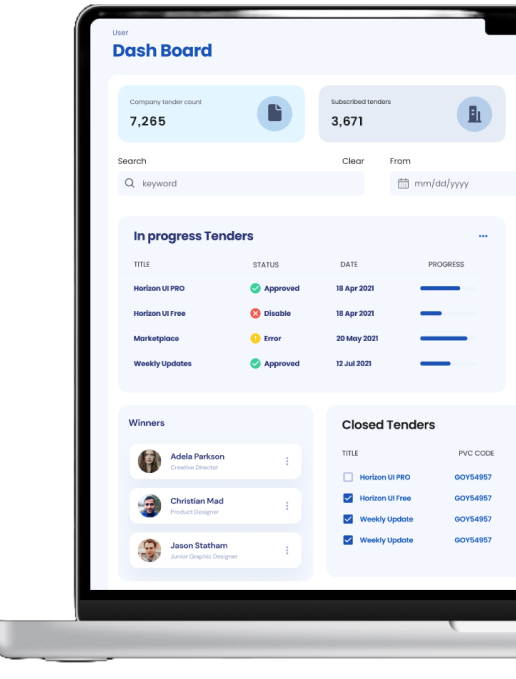 User
Dash Board
Company tender count
7,265
Subscribed tenders
3,671
Search Clear From
keyword mm/dd/yyyy
In progress Tenders
TITLE STATUS DATE PROGRESS
Horizon UI PRO Approved 18 Apr 2021
Horizon UI Free Disable 18 Apr 2021
Marketplace Error 20 May 2021
Weekly Updates Approved 12 Jul 2021
Winners
Adela Parkson
Creative Director
Christian Mad
Product Designer
Jason Statham
Junior Graphic Designer
Closed Tenders
TITLE PVC CODE
Horizon UI PRO GOY54957
Horizon UI Free GOY54957
Weekly Update GOY54957
Weekly Update GOY54957